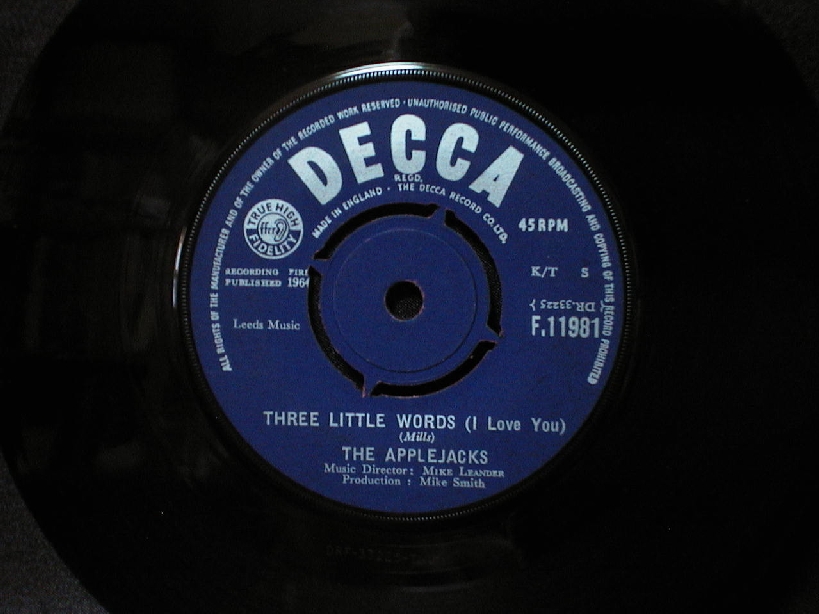 ALL RIGHTS OF THE MANUFACTURER AND OF THE OWNER OF THE RECORDED WORK RESERVED · UNAUTHORISED PUBLIC PERFORMANCE BROADCASTING AND COPYING OF THIS RECORD PROHIBITED
DECCA
REGD.
MADE IN ENGLAND · THE DECCA RECORD CO. LTD.
TRUE HIGH
ffrr
FIDELITY
45 RPM
RECORDING FIRST
PUBLISHED 1964
K/T S
{ DR.33225 }
F.11981
Leeds Music
THREE LITTLE WORDS (I Love You)
(Mills)
THE APPLEJACKS
Music Director: MIKE LEANDER
Production : Mike Smith